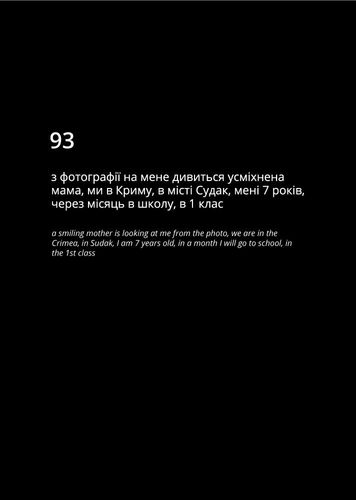 93
з фотографії на мене дивиться усміхнена
мама, ми в Криму, в місті Судак, мені 7 років,
через місяць в школу, в 1 клас
a smiling mother is looking at me from the photo, we are in the
Crimea, in Sudak, I am 7 years old, in a month I will go to school, in
the 1st class